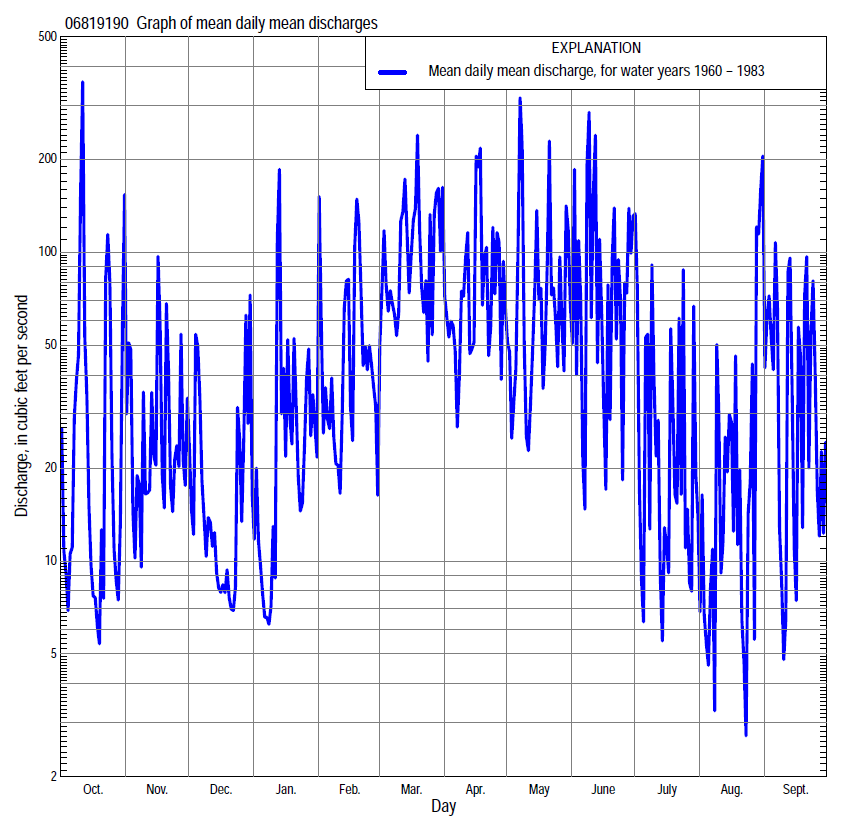 06819190 Graph of mean daily mean discharges
EXPLANATION
Mean daily mean discharge, for water years 1960 – 1983
Discharge, in cubic feet per second
500
200
100
50
20
10
5
2
Oct. Nov. Dec. Jan. Feb. Mar. Apr. May June July Aug. Sept.
Day